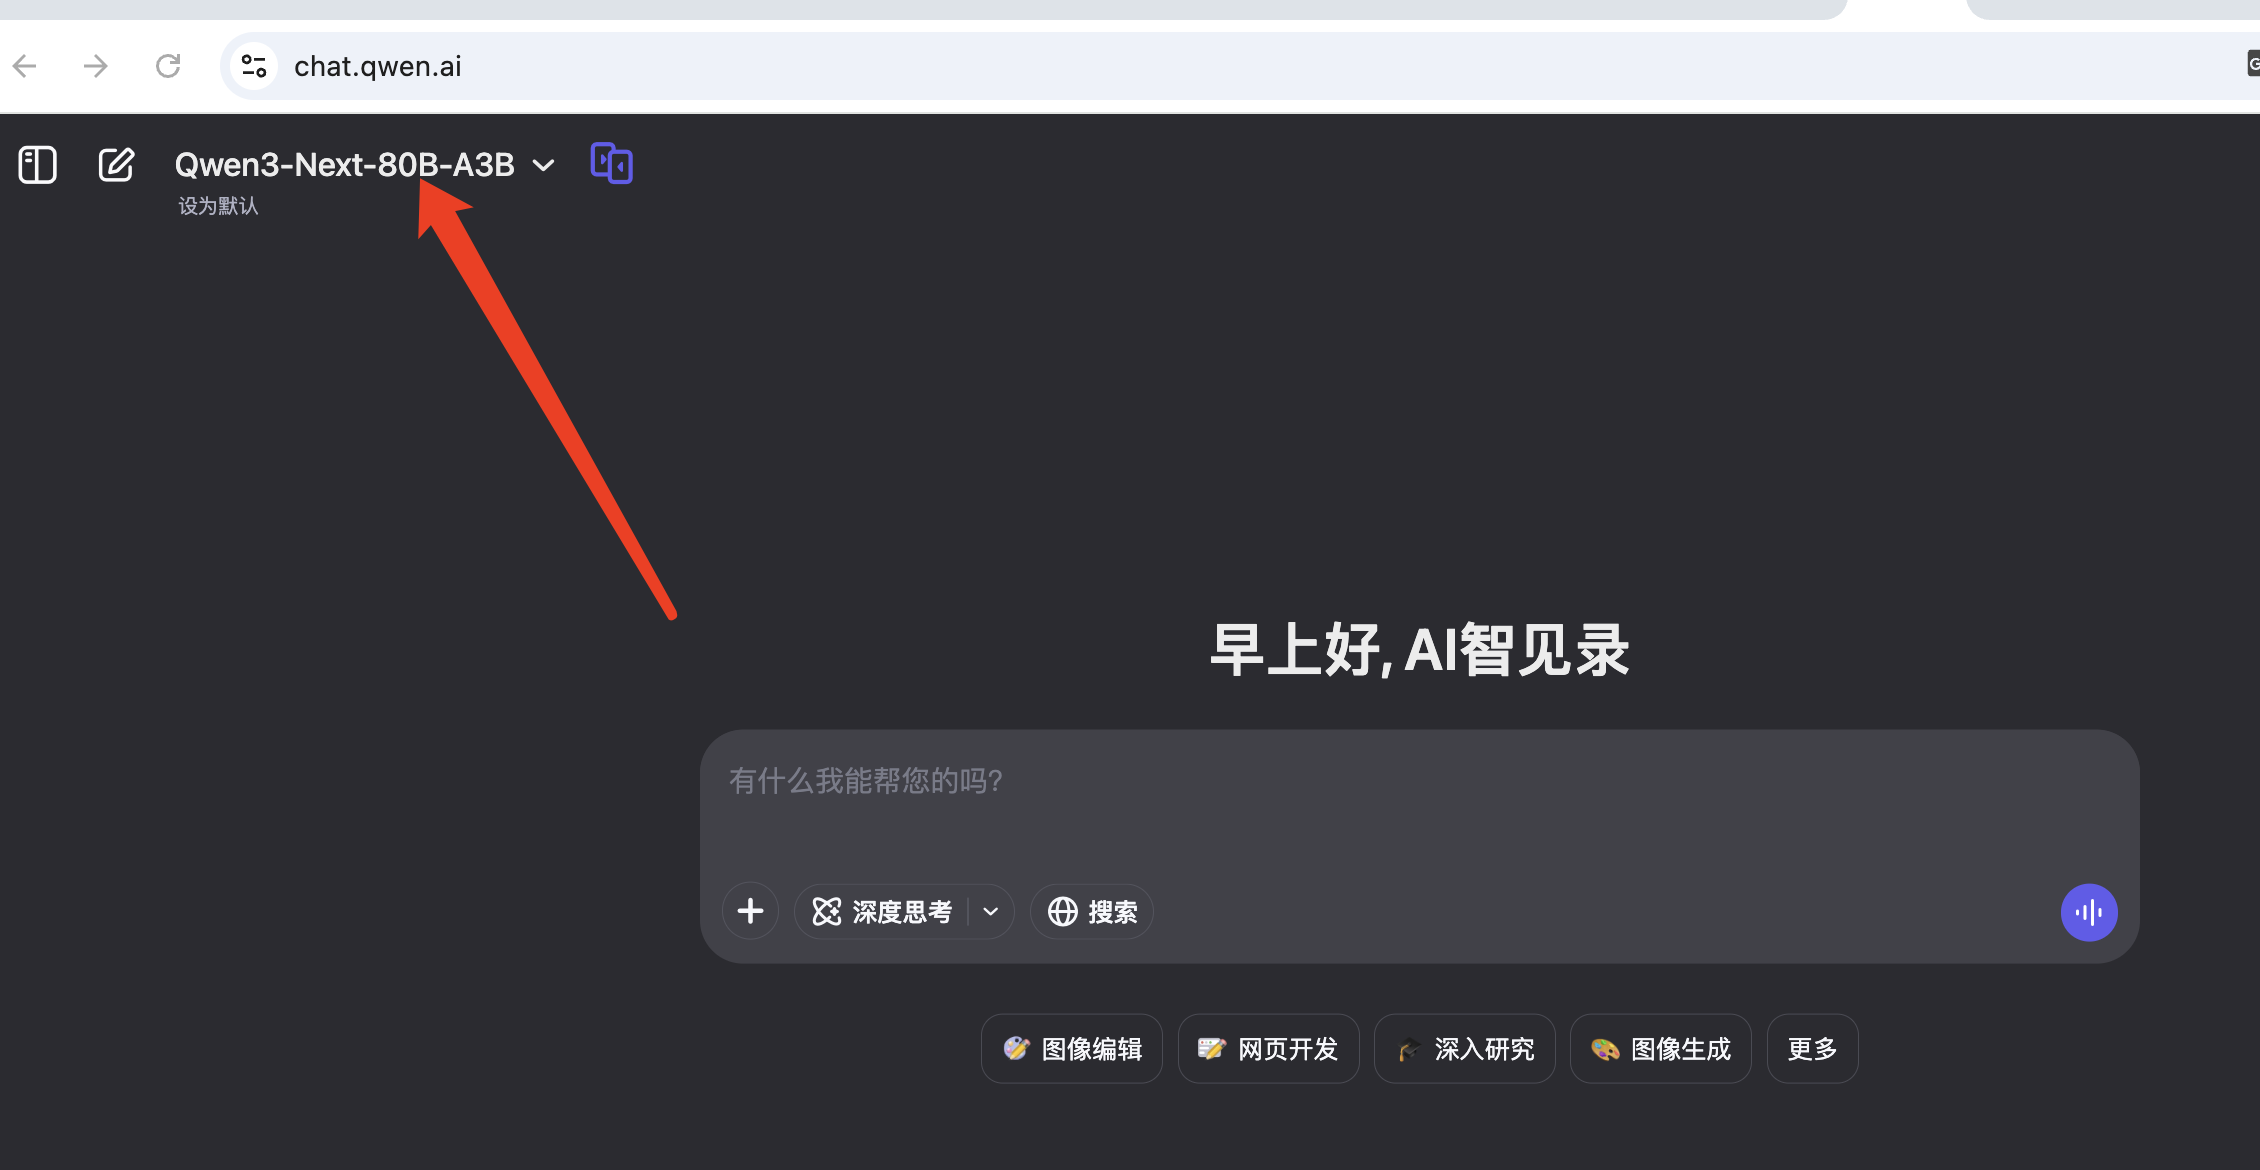 chat.qwen.ai
G
Qwen3-Next-80B-A3B
设为默认
早上好, AI智见录
有什么我能帮您的吗?
深度思考
搜索
图像编辑
网页开发
深入研究
图像生成
更多